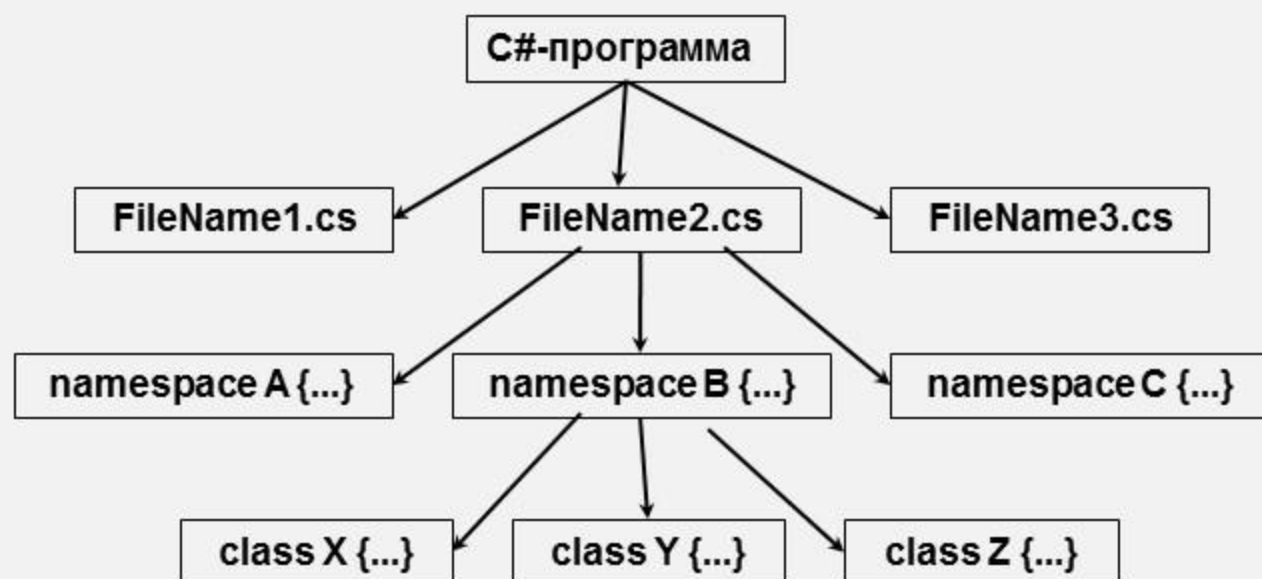 C#-программа
FileName1.cs
FileName2.cs
FileName3.cs
namespace A {...}
namespace B {...}
namespace C {...}
class X {...}
class Y {...}
class Z {...}